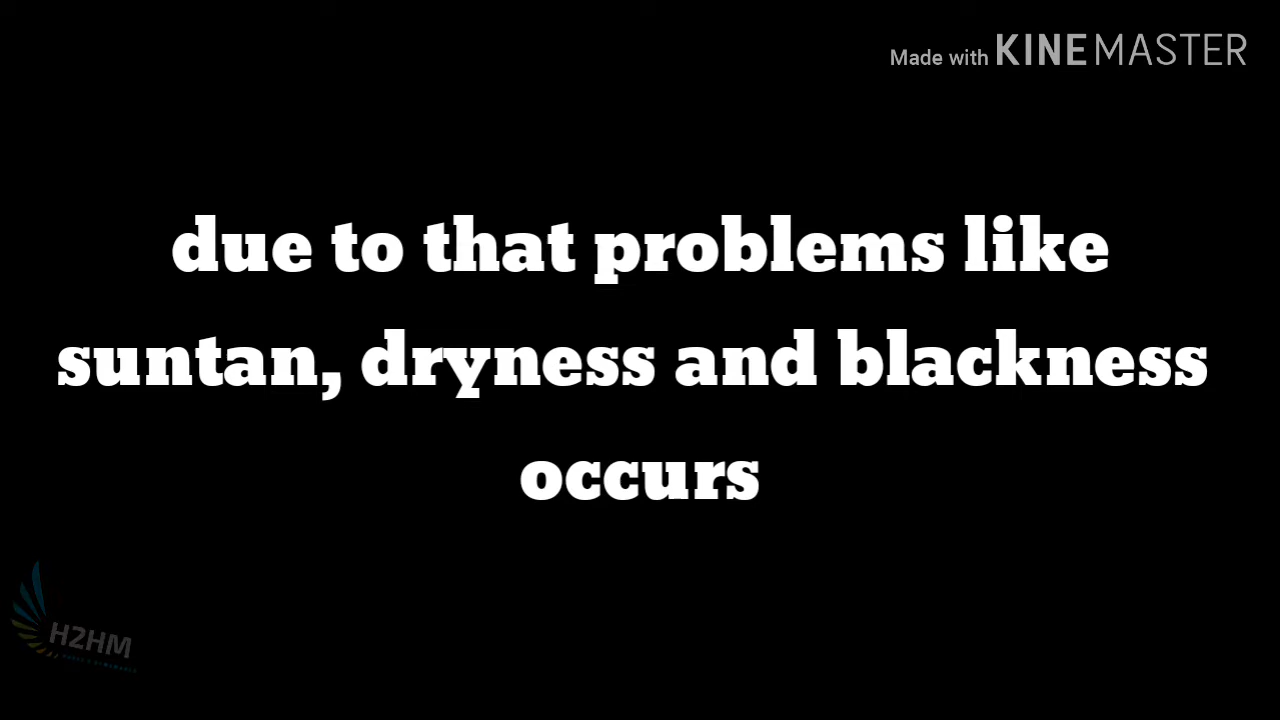 Made with KINEMASTER
due to that problems like
suntan, dryness and blackness
occurs
H2HM